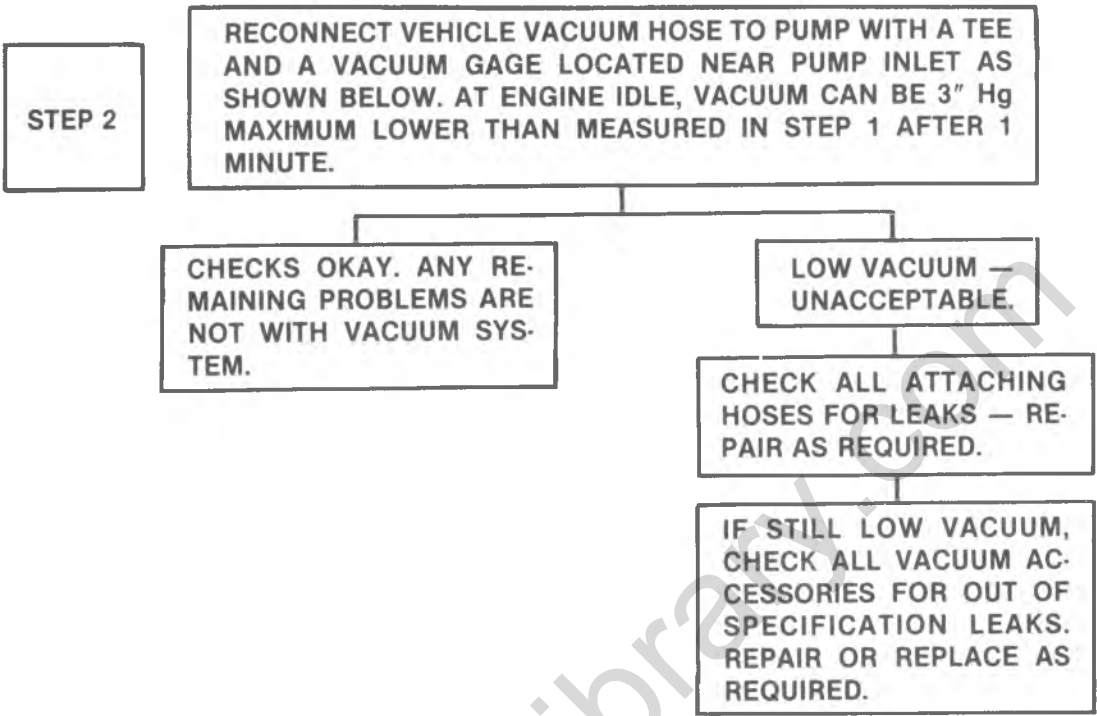 STEP 2
RECONNECT VEHICLE VACUUM HOSE TO PUMP WITH A TEE
AND A VACUUM GAGE LOCATED NEAR PUMP INLET AS
SHOWN BELOW. AT ENGINE IDLE, VACUUM CAN BE 3″ Hg
MAXIMUM LOWER THAN MEASURED IN STEP 1 AFTER 1
MINUTE.
CHECKS OKAY. ANY RE-
MAINING PROBLEMS ARE
NOT WITH VACUUM SYS-
TEM.
LOW VACUUM —
UNACCEPTABLE.
CHECK ALL ATTACHING
HOSES FOR LEAKS — RE-
PAIR AS REQUIRED.
IF STILL LOW VACUUM,
CHECK ALL VACUUM AC-
CESSORIES FOR OUT OF
SPECIFICATION LEAKS.
REPAIR OR REPLACE AS
REQUIRED.
ibrary.com